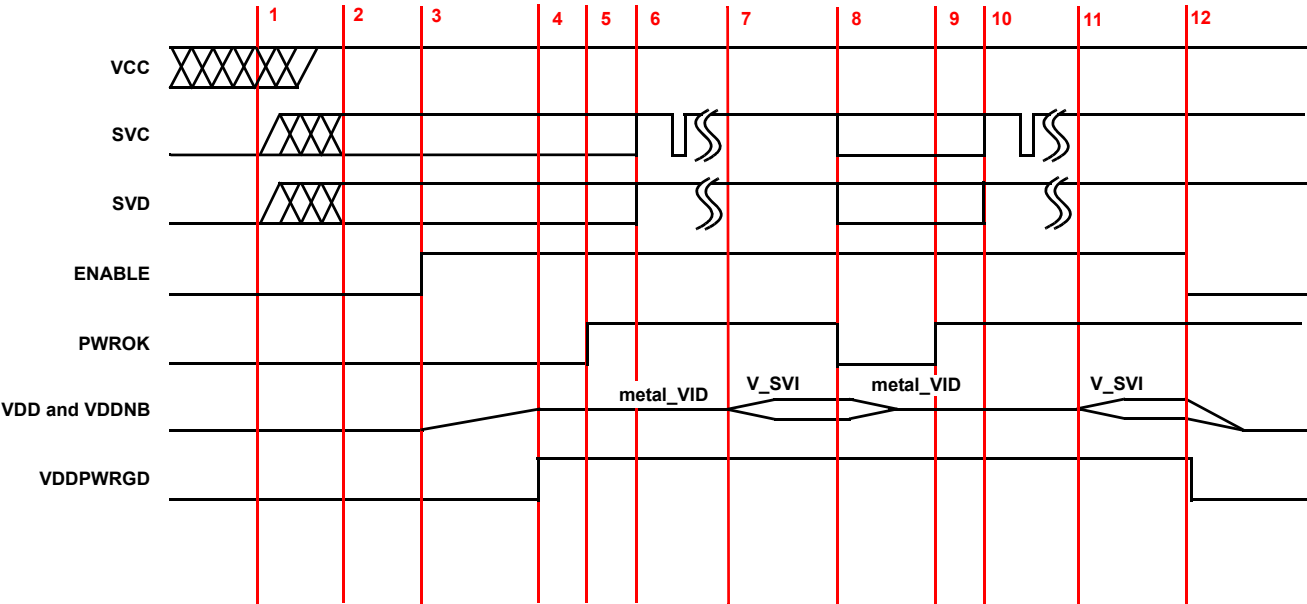 1 2 3 4 5 6 7 8 9 10 11 12
VCC
SVC
SVD
ENABLE
PWROK
VDD and VDDNB metal_VID V_SVI metal_VID V_SVI
VDDPWRGD